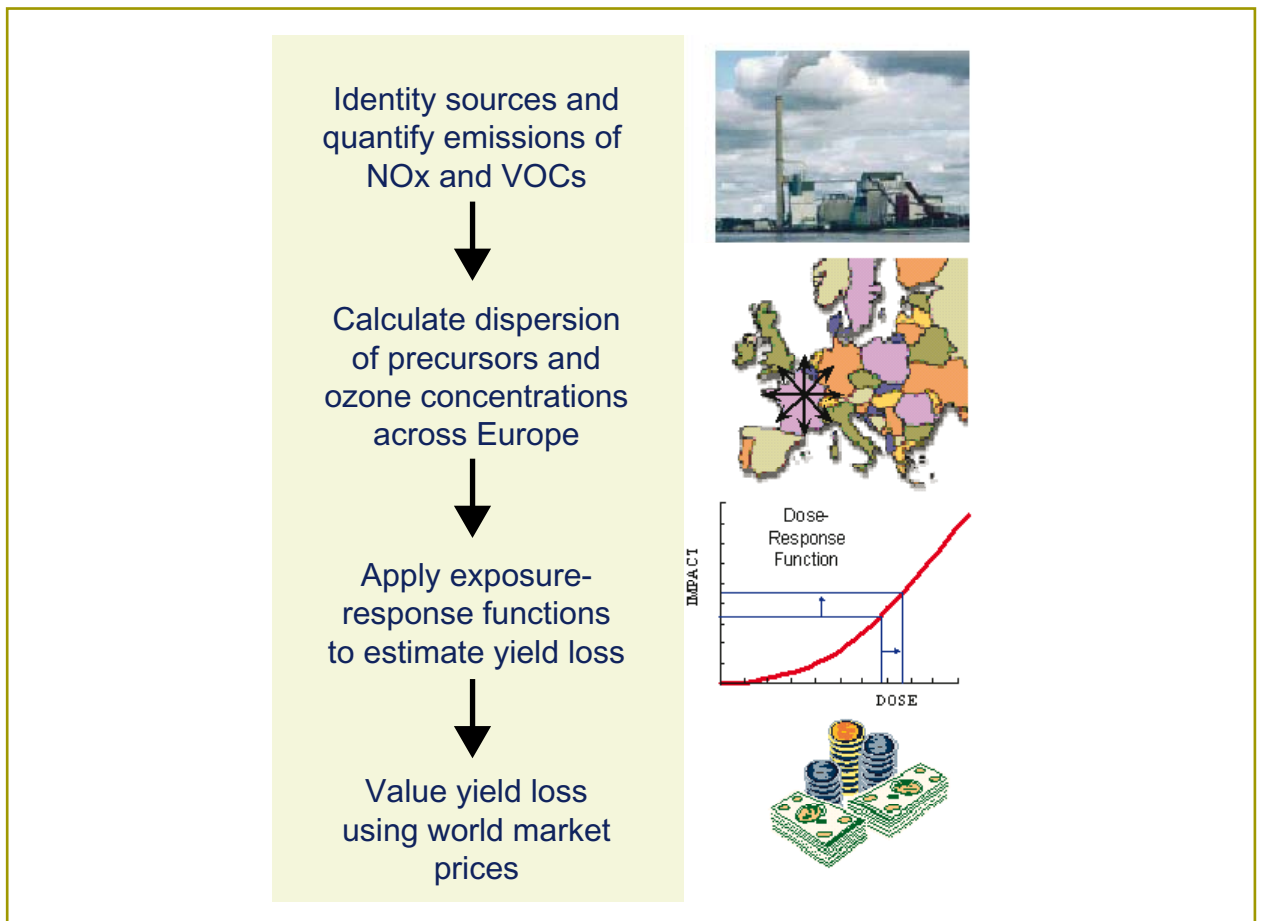 Identity sources and
quantify emissions of
NOx and VOCs
Calculate dispersion
of precursors and
ozone concentrations
across Europe
Apply exposure-
response functions
to estimate yield loss
Value yield loss
using world market
prices
Dose-
Response
Function
IMPACT
DOSE